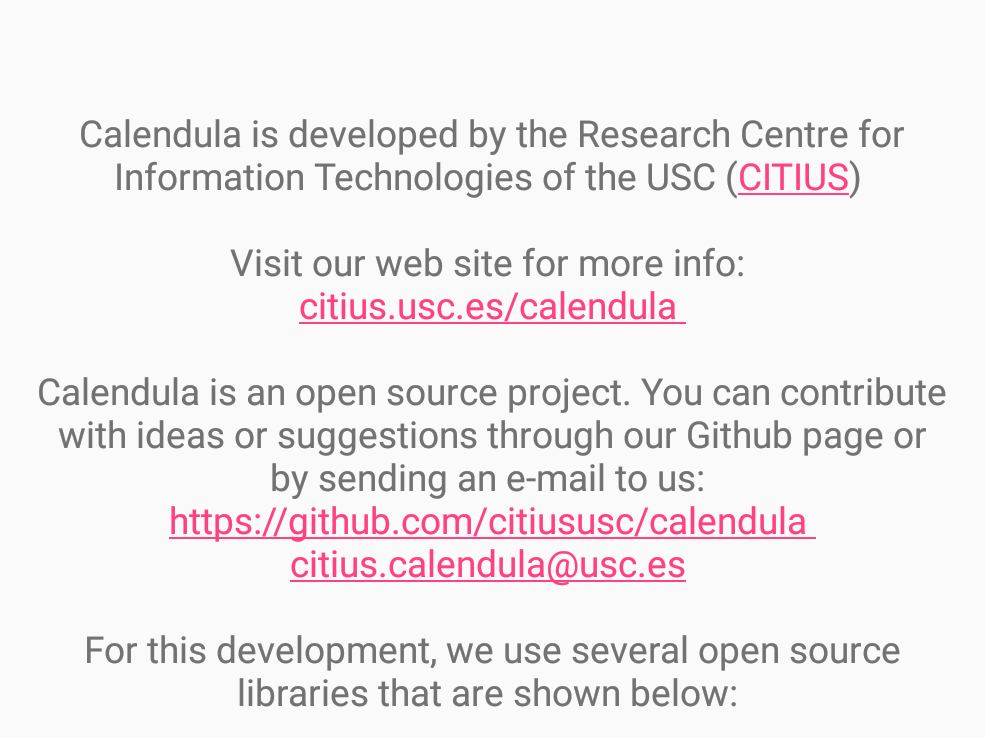 Calendula is developed by the Research Centre for
Information Technologies of the USC (CITIUS)
Visit our web site for more info:
citius.usc.es/calendula
Calendula is an open source project. You can contribute
with ideas or suggestions through our Github page or
by sending an e-mail to us:
https://github.com/citiususc/calendula
citius.calendula@usc.es
For this development, we use several open source
libraries that are shown below: